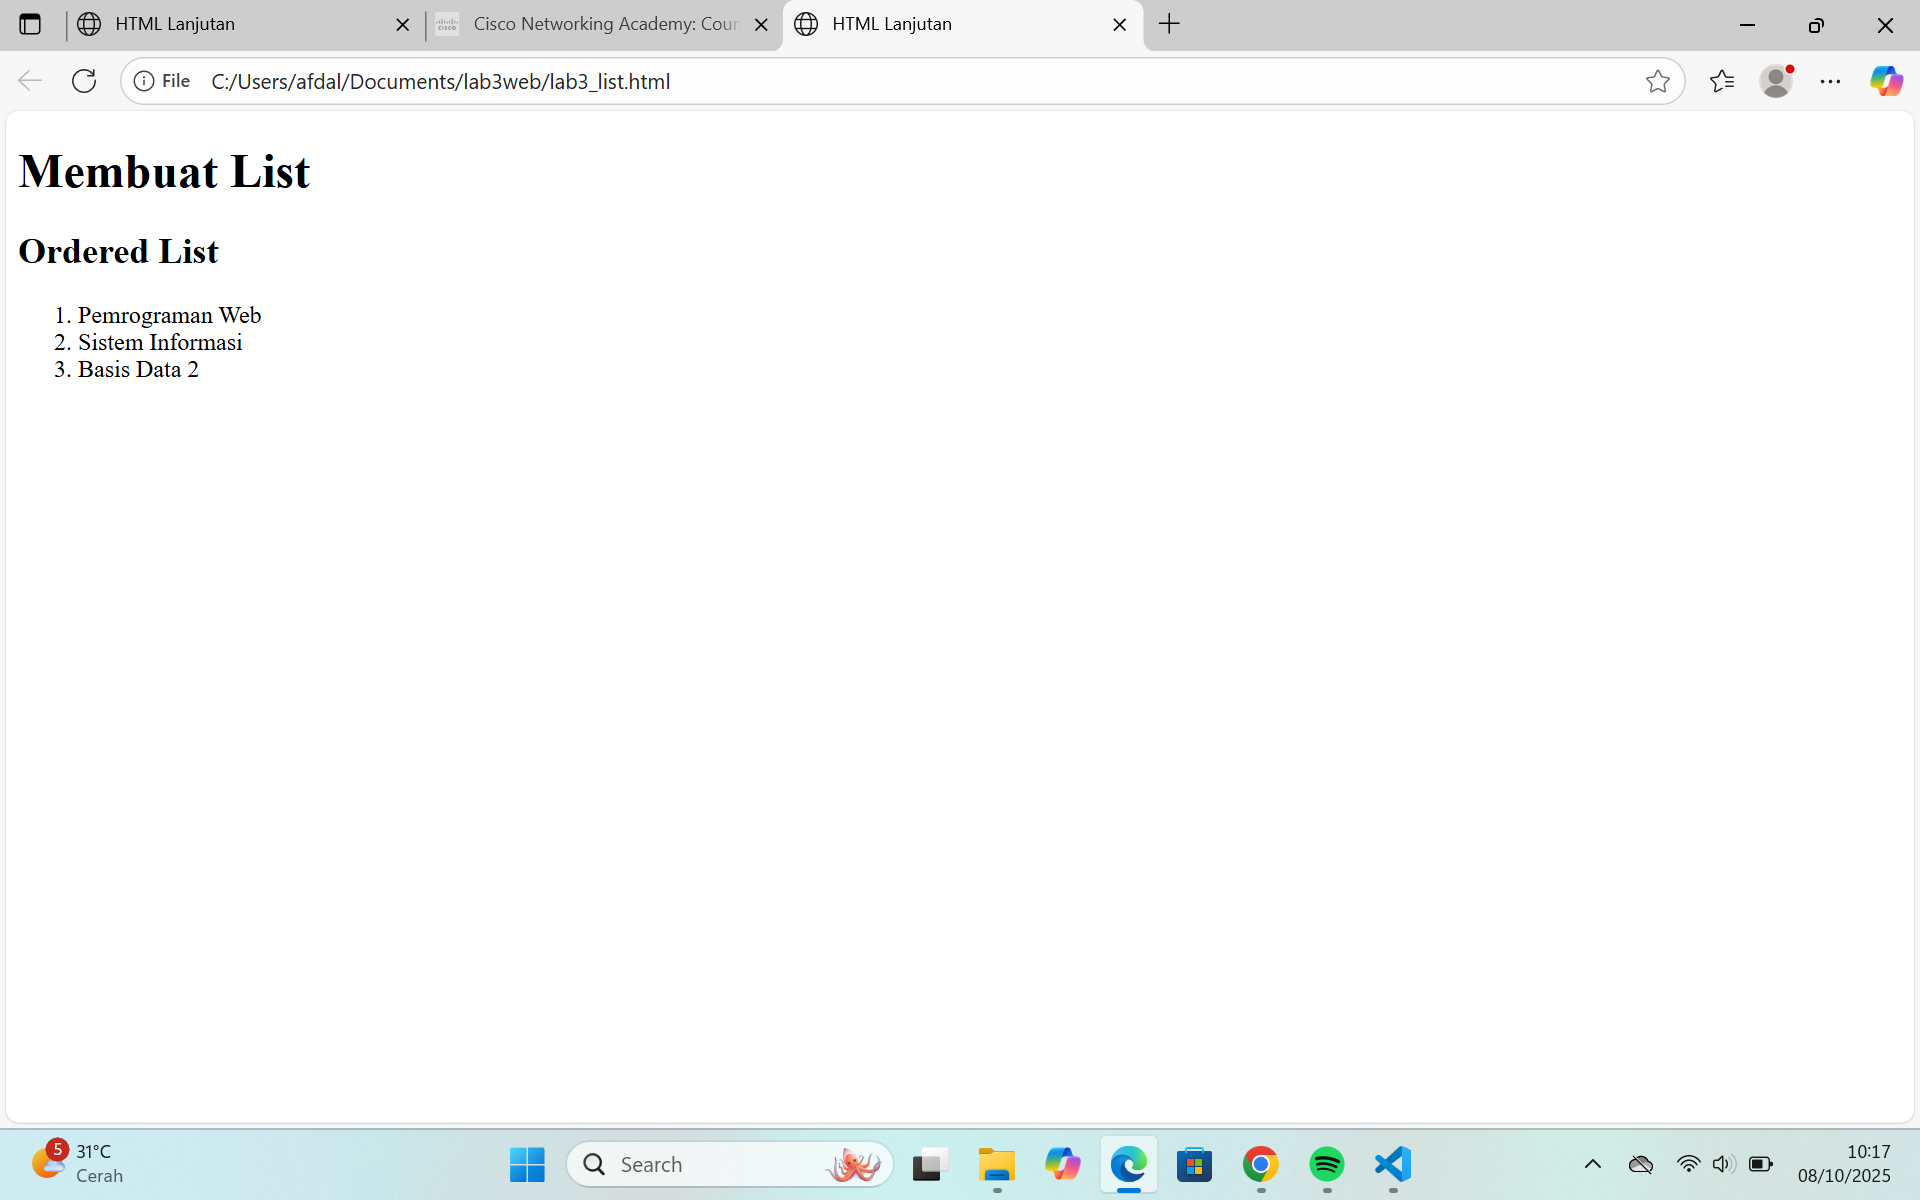 HTML Lanjutan
Cisco Networking Academy: Cour
HTML Lanjutan
File C:/Users/afdal/Documents/lab3web/lab3_list.html
Membuat List
Ordered List
1. Pemrograman Web
2. Sistem Informasi
3. Basis Data 2
5
31°C
Cerah
Search
10:17
08/10/2025